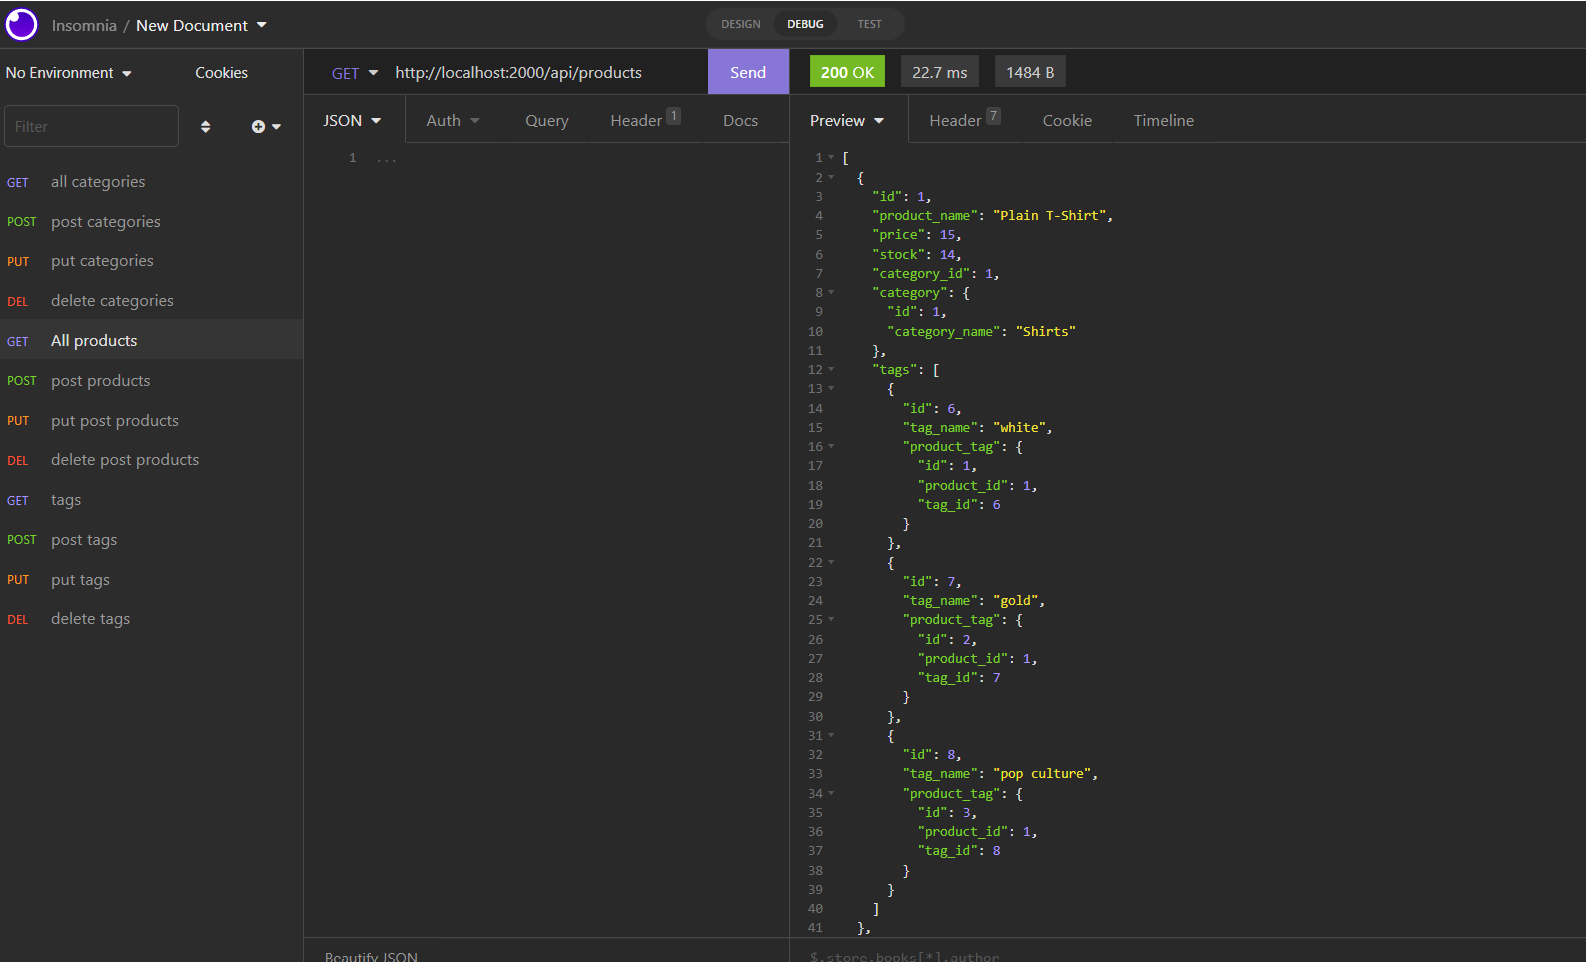 Insomnia / New Document
DESIGN DEBUG TEST
No Environment Cookies
GET http://localhost:2000/api/products Send
200 OK 22.7 ms 1484 B
Filter
JSON Auth Query Header 1 Docs
Preview Header 7 Cookie Timeline
GET all categories
POST post categories
PUT put categories
DEL delete categories
GET All products
POST post products
PUT put post products
DEL delete post products
GET tags
POST post tags
PUT put tags
DEL delete tags
1 ...
1 [
2 {
3 "id": 1,
4 "product_name": "Plain T-Shirt",
5 "price": 15,
6 "stock": 14,
7 "category_id": 1,
8 "category": {
9 "id": 1,
10 "category_name": "Shirts"
11 },
12 "tags": [
13 {
14 "id": 6,
15 "tag_name": "white",
16 "product_tag": {
17 "id": 1,
18 "product_id": 1,
19 "tag_id": 6
20 }
21 },
22 {
23 "id": 7,
24 "tag_name": "gold",
25 "product_tag": {
26 "id": 2,
27 "product_id": 1,
28 "tag_id": 7
29 }
30 },
31 {
32 "id": 8,
33 "tag_name": "pop culture",
34 "product_tag": {
35 "id": 3,
36 "product_id": 1,
37 "tag_id": 8
38 }
39 }
40 ]
41 },
Beautify JSON
$.store.books[*].author